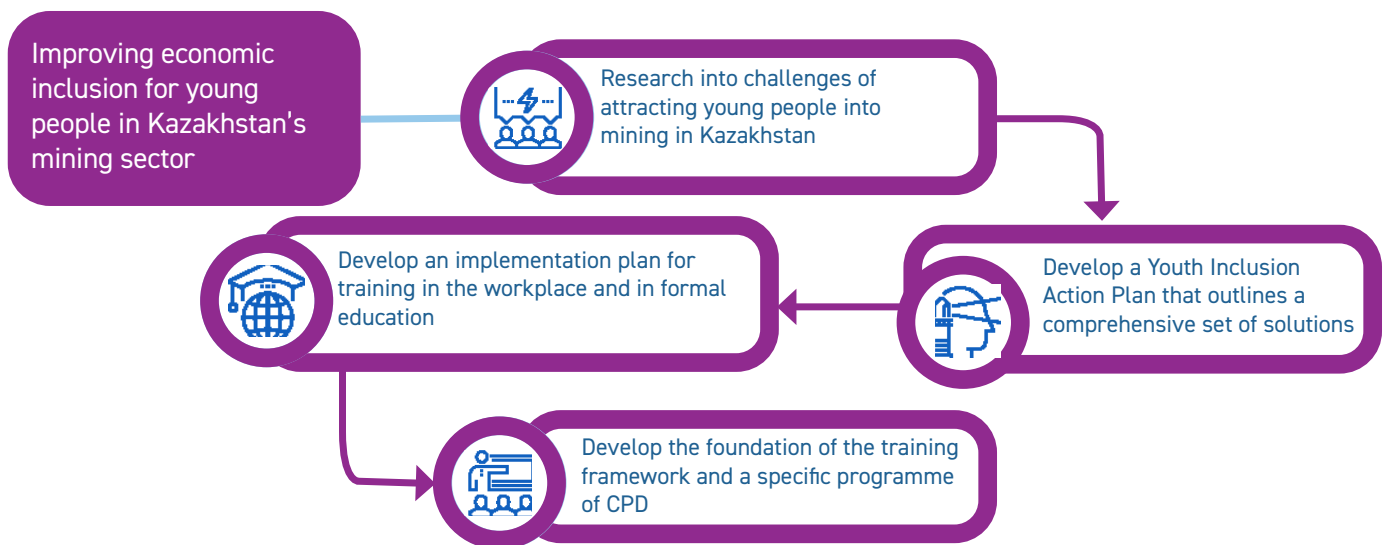 Improving economic
inclusion for young
people in Kazakhstan's
mining sector
Research into challenges of
attracting young people into
mining in Kazakhstan
Develop a Youth Inclusion
Action Plan that outlines a
comprehensive set of solutions
Develop an implementation plan for
training in the workplace and in formal
education
Develop the foundation of the training
framework and a specific programme
of CPD